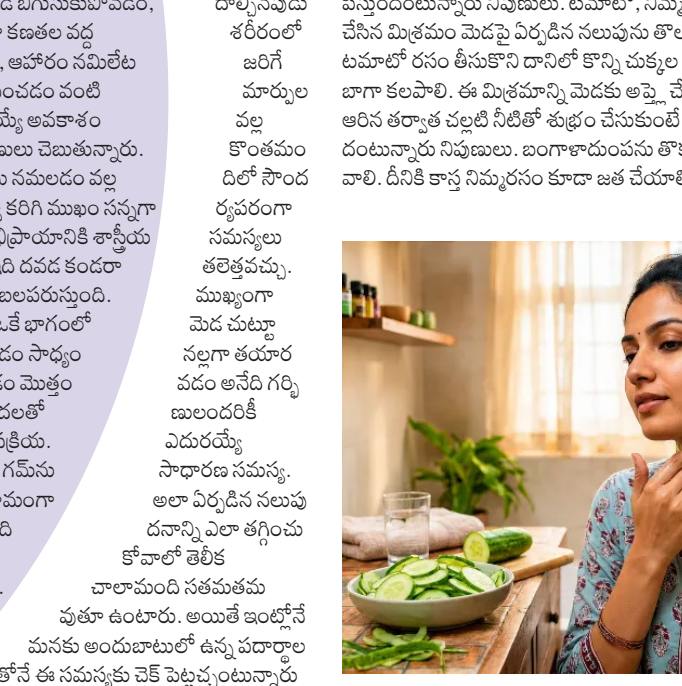 బిగుసుకుపోవడం,
కణతల వద్ద
, ఆహారం నమిలేట
చడం వంటి
య్యే అవకాశం
ణులు చెబుతున్నారు.
నమలడం వల్ల
కరిగి ముఖం సన్నగా
ప్రాయానికి శాస్త్రీయ
ది దవడ కండరా
బలపరుస్తుంది.
ఒకే భాగంలో
డం సాధ్యం
ం మొత్తం
దలతో
క్రియ.
గమ్‌ను
మంగా
ది
.
దాల్చినపుడు
శరీరంలో
జరిగే
మార్పుల
వల్ల
కొంతమం
దిలో సౌంద
ర్యపరంగా
సమస్యలు
తలెత్తవచ్చు.
ముఖ్యంగా
మెడ చుట్టూ
నల్లగా తయార
వడం అనేది గర్భి
ణులందరికీ
ఎదురయ్యే
సాధారణ సమస్య.
అలా ఏర్పడిన నలుపు
దనాన్ని ఎలా తగ్గించు
కోవాలో తెలీక
చాలామంది సతమతమ
వుతూ ఉంటారు. అయితే ఇంట్లోనే
మనకు అందుబాటులో ఉన్న పదార్థాల
తోనే ఈ సమస్యకు చెక్ పెట్టచ్చంటున్నారు
నిపుణులు. టమాటో,
చేసిన మిశ్రమం మెడపై ఏర్పడిన నలుపును
టమాటో రసం తీసుకొని దానిలో కొన్ని చుక్కల
బాగా కలపాలి. ఈ మిశ్రమాన్ని మెడకు అప్లై
ఆరిన తర్వాత చల్లటి నీటితో శుభ్రం చేసుకుంటే
దంటున్నారు నిపుణులు. బంగాళాదుంపను
వాలి. దీనికి కాస్త నిమ్మరసం కూడా జత